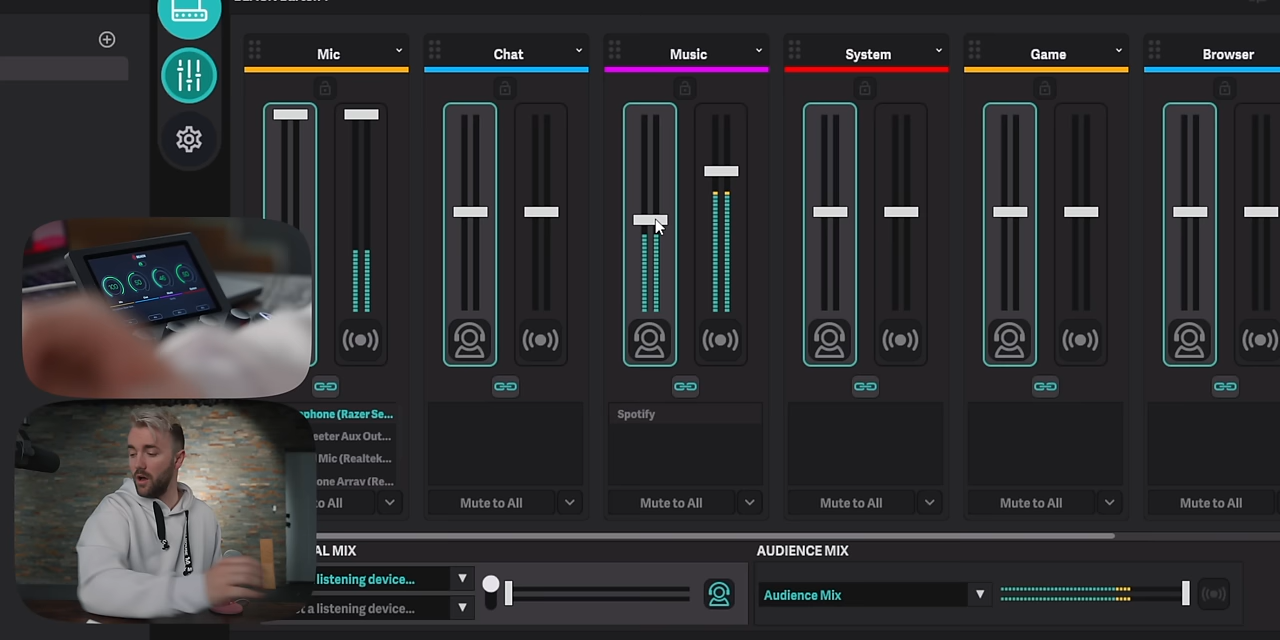 Mic
Chat
Music
System
Game
Browser
phone (Razer Se...
eeter Aux Out...
Mic (Realtek...
one Array (Re...
Spotify
to All
Mute to All
Mute to All
Mute to All
Mute to All
Mute to All
AL MIX
AUDIENCE MIX
listening device...
Audience Mix
t a listening device...